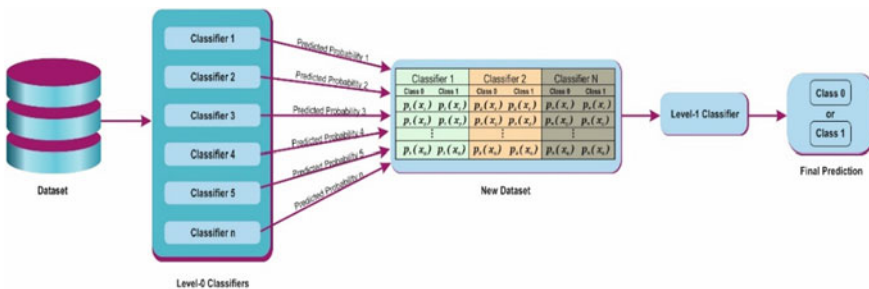 Dataset
Classifier 1
Classifier 2
Classifier 3
Classifier 4
Classifier 5
Classifier n
Level-0 Classifiers
Predicted Probability 1
Predicted Probability 2
Predicted Probability 3
Predicted Probability 4
Predicted Probability 5
Predicted Probability n
Classifier 1 Classifier 2 Classifier N
Class 0 Class 1 Class 0 Class 1 Class 0 Class 1
New Dataset
Level-1 Classifier
Class 0
or
Class 1
Final Prediction